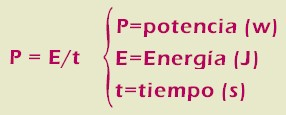 P=potencia (w)
P = E/t
E=Energía (J)
t=tiempo (s)